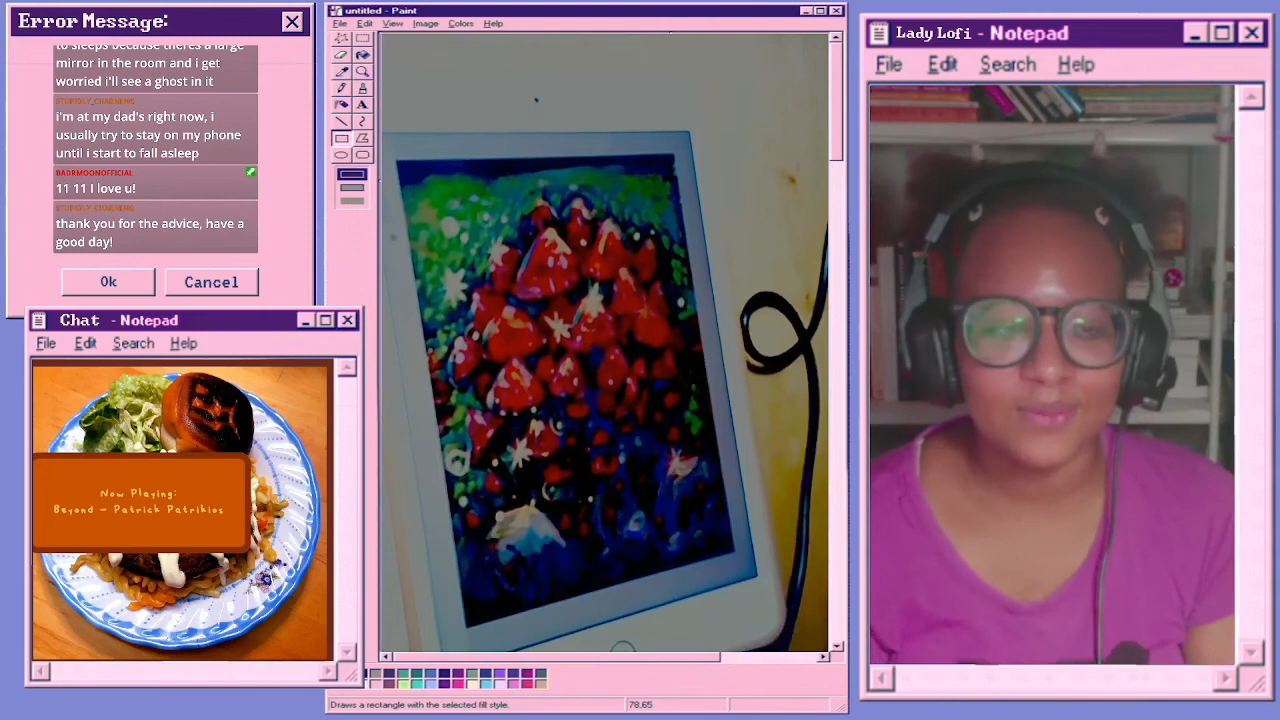 Error Message:
to sleeps because theres a large
mirror in the room and i get
worried i'll see a ghost in it
STUPIDLY_CHARMING
i'm at my dad's right now, i
usually try to stay on my phone
until i start to fall asleep
BADRMOONOFFICIAL
11 11 I love u!
STUPIDLY_CHARMING
thank you for the advice, have a
good day!
Ok Cancel
Chat - Notepad
File Edit Search Help
Now Playing:
Beyond - Patrick Patrikios
untitled - Paint
File Edit View Image Colors Help
A
Draws a rectangle with the selected fill style.
78,65
Lady Lofi - Notepad
File Edit Search Help